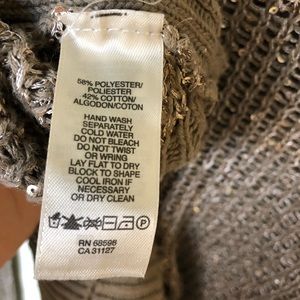 58% POLYESTER/
POLIESTER
42% COTTON/
ALGODON/COTON
HAND WASH
SEPARATELY
COLD WATER
DO NOT BLEACH
DO NOT TWIST
OR WRING
LAY FLAT TO DRY
BLOCK TO SHAPE
COOL IRON IF
NECESSARY
OR DRY CLEAN
RN 68598
CA 31127